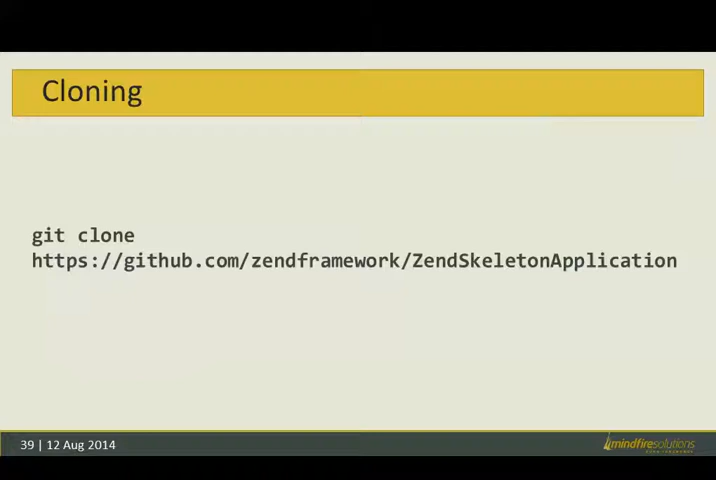 Cloning
git clone
https://github.com/zendframework/ZendSkeletonApplication
39 | 12 Aug 2014
mindfiresolutions